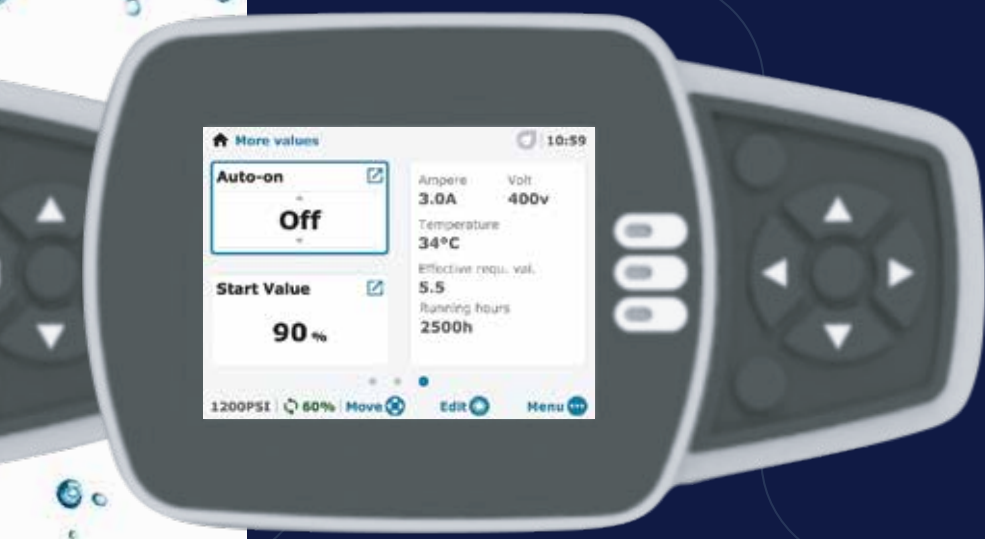 More values
10:59
Auto-on
Off
Start Value
90 %
Ampere Volt
3.0A 400v
Temperature
34°C
Effective requ. val.
5.5
Running hours
2500h
1200PSI 60% Move Edit Menu